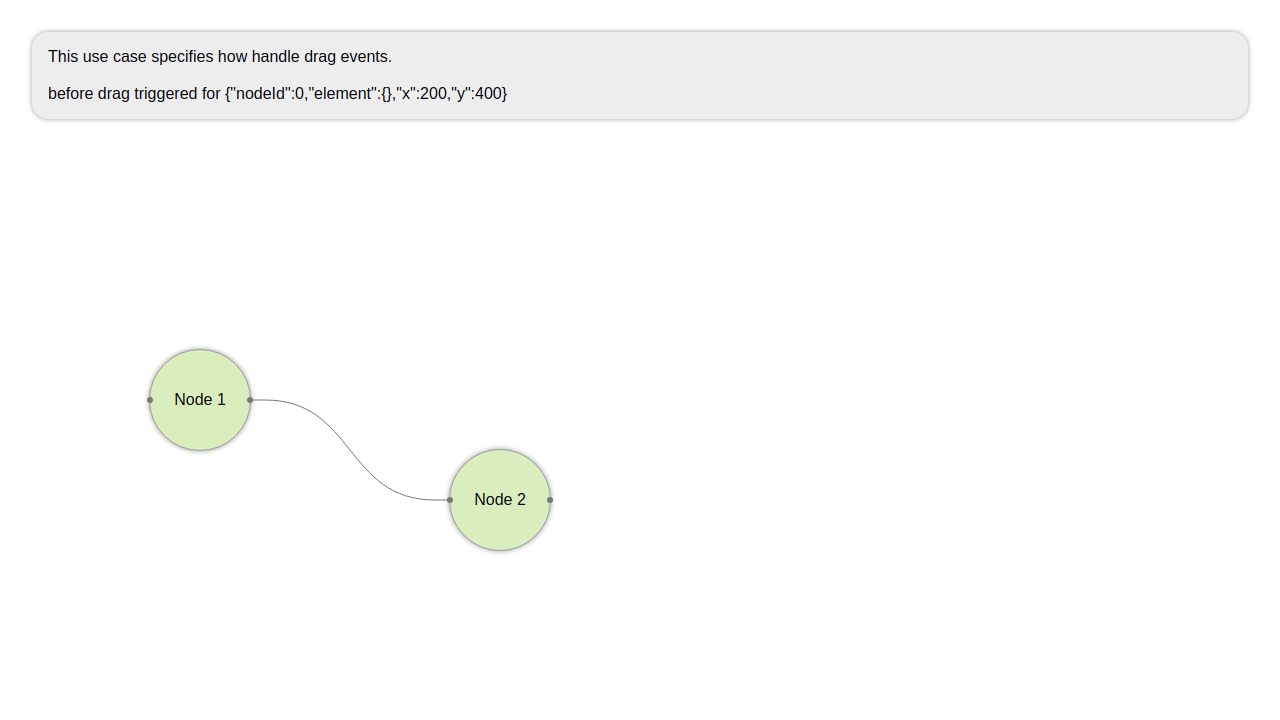 This use case specifies how handle drag events.
before drag triggered for {"nodeId":0,"element":{},"x":200,"y":400}
Node 1
Node 2